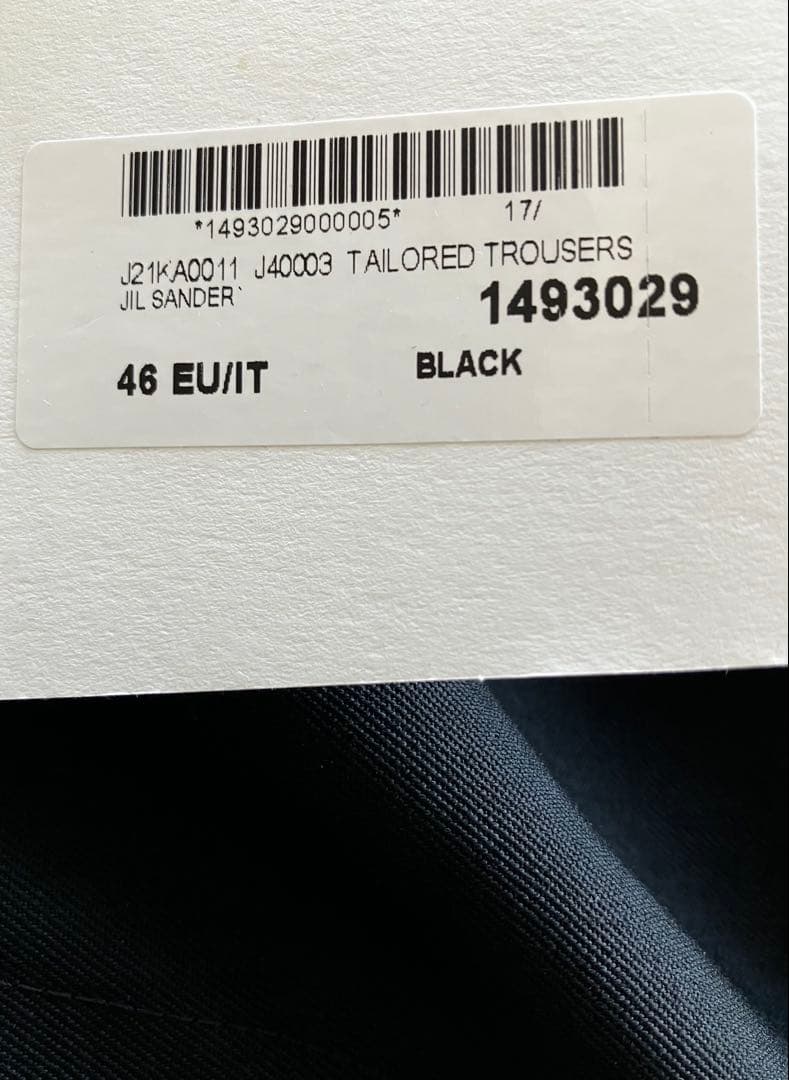 *1493029000005* 17/
J21KA0011 J40003 TAILORED TROUSERS
JIL SANDER`
1493029
46 EU/IT BLACK